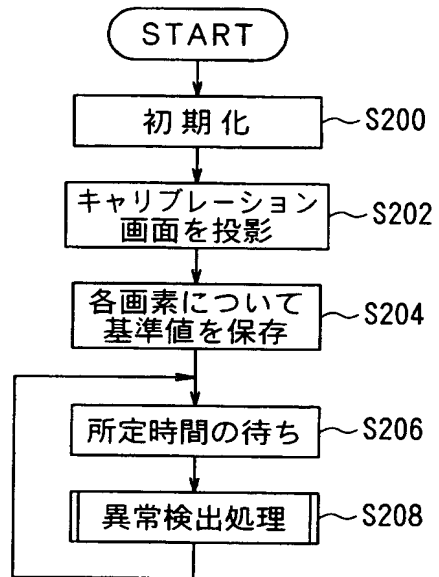 START
初期化
S200
キャリブレーション
画面を投影
S202
各画素について
基準値を保存
S204
所定時間の待ち
S206
異常検出処理
S208